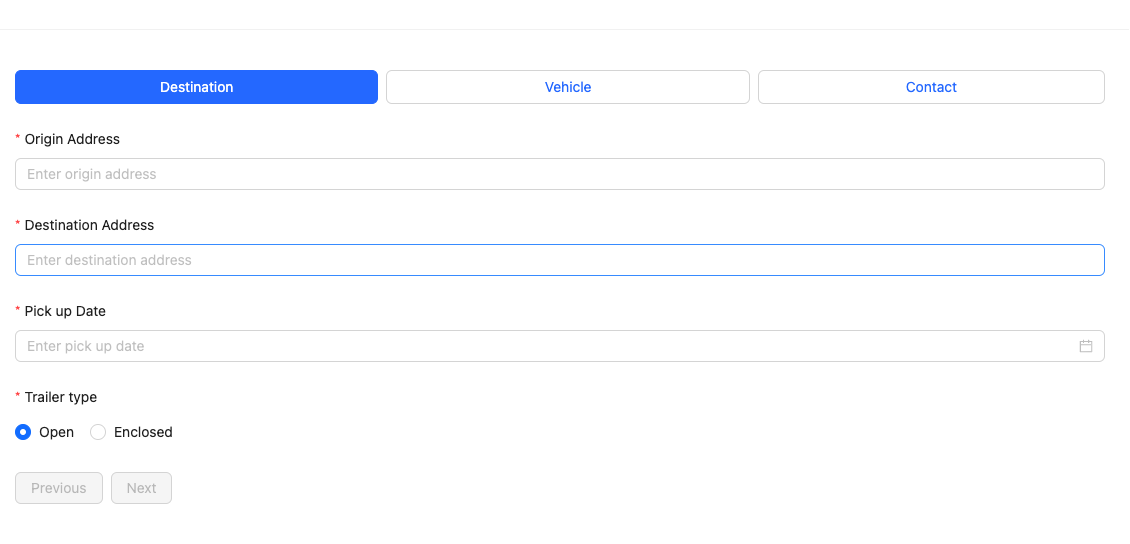 Destination Vehicle Contact
* Origin Address
Enter origin address
* Destination Address
Enter destination address
* Pick up Date
Enter pick up date
* Trailer type
Open Enclosed
Previous Next